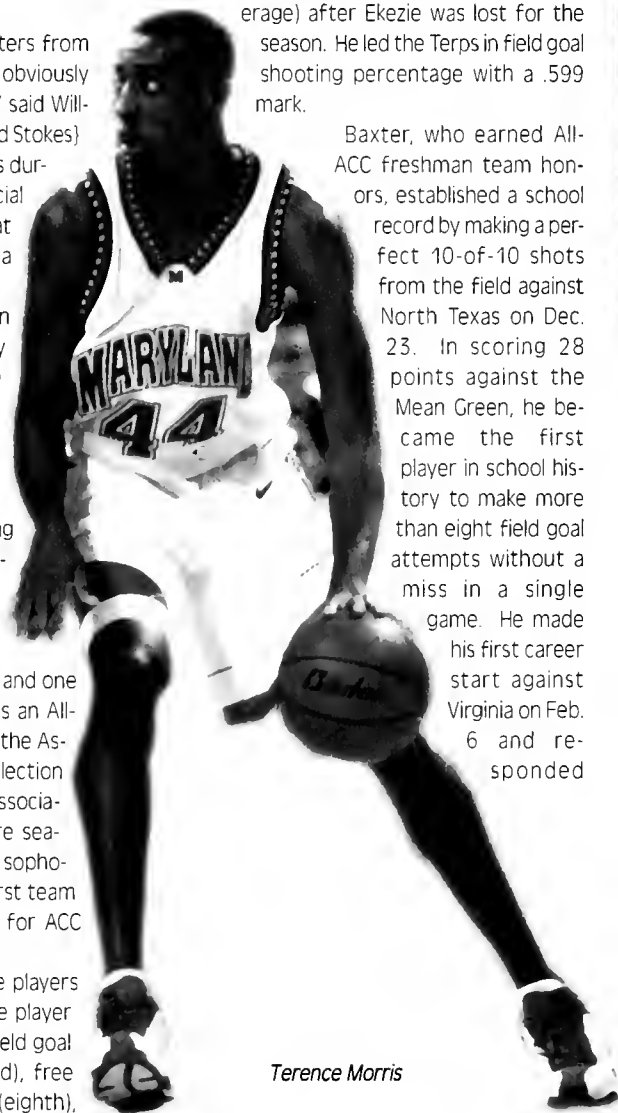 ters from
obviously
said Will-
d Stokes}
s dur-
cial
at
a
n
y
g
-
and one
s an All-
the As-
lection
ssocia-
re sea-
sopho-
rst team
for ACC
e players
e player
eld goal
d), free
(eighth),
M
MARYLAN
44
erage) after Ekezie was lost for the
season. He led the Terps in field goal
shooting percentage with a .599
mark.
Baxter, who earned All-
ACC freshman team hon-
ors, established a school
record by making a per-
fect 10-of-10 shots
from the field against
North Texas on Dec.
23. In scoring 28
points against the
Mean Green, he be-
came the first
player in school his-
tory to make more
than eight field goal
attempts without a
miss in a single
game. He made
his first career
start against
Virginia on Feb.
6 and re-
sponded
Terence Morris